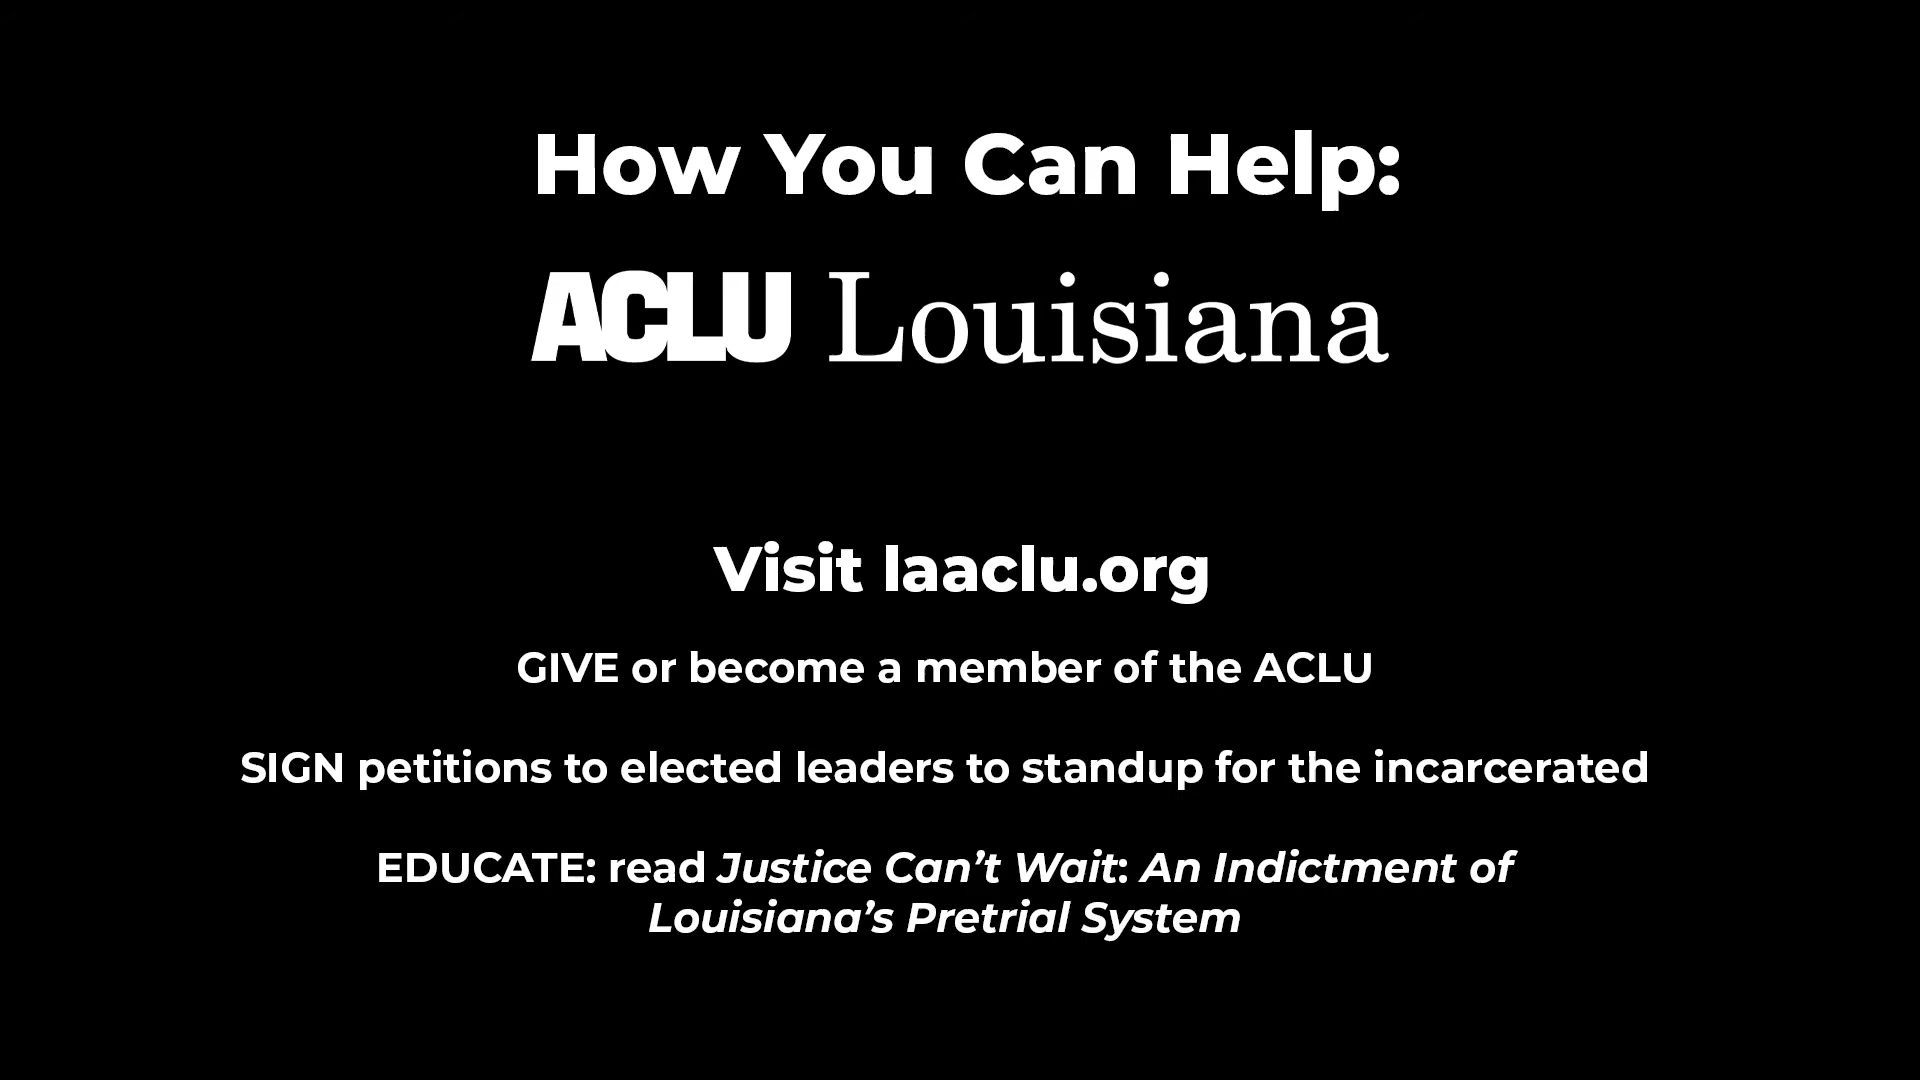 How You Can Help:
ACLU Louisiana
Visit laaclu.org
GIVE or become a member of the ACLU
SIGN petitions to elected leaders to standup for the incarcerated
EDUCATE: read Justice Can’t Wait: An Indictment of
Louisiana’s Pretrial System